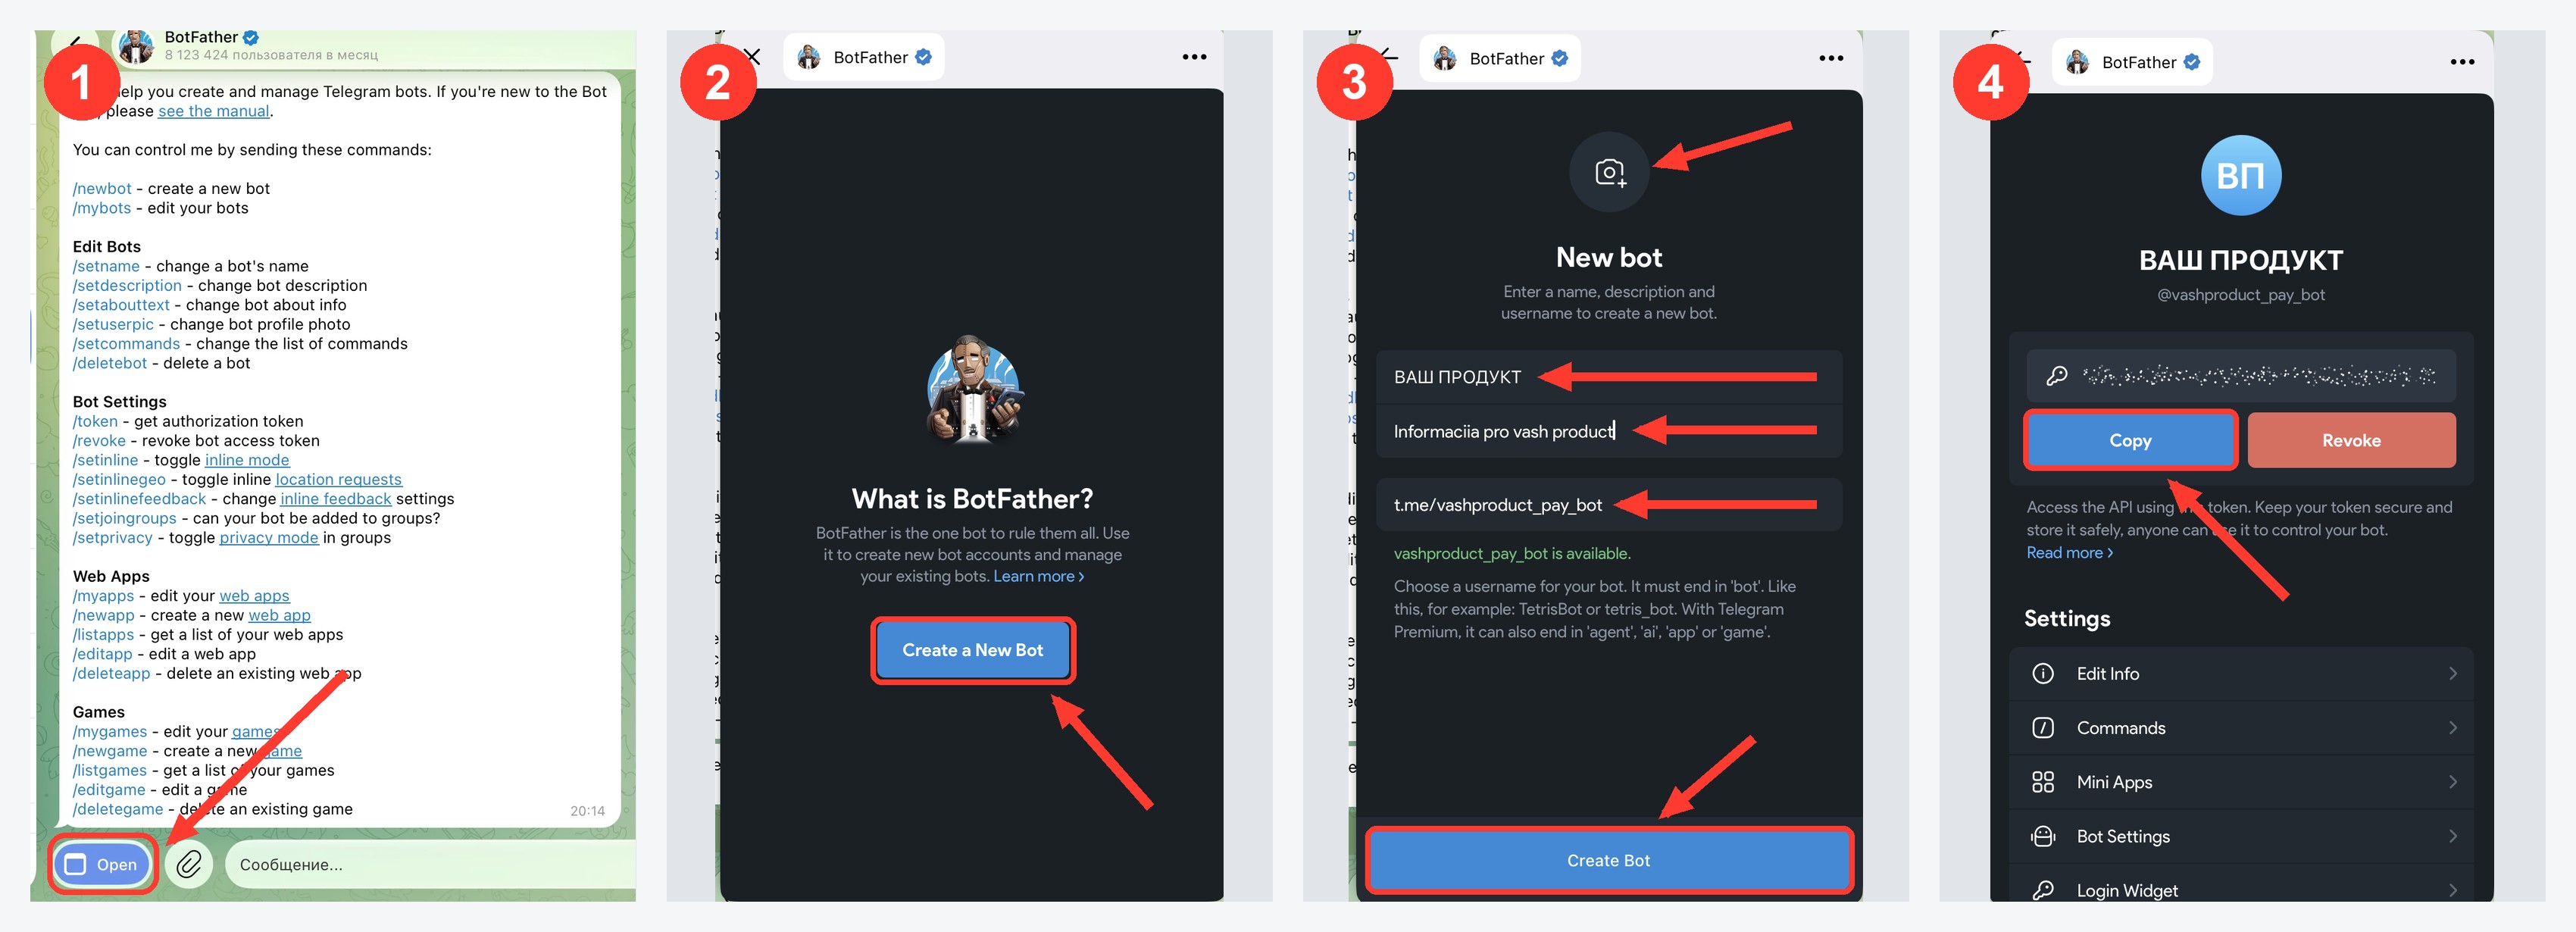 1
BotFather
8 123 424 пользователя в месяц
elp you create and manage Telegram bots. If you're new to the Bot
please see the manual.
You can control me by sending these commands:
/newbot - create a new bot
/mybots - edit your bots
Edit Bots
/setname - change a bot's name
/setdescription - change bot description
/setabouttext - change bot about info
/setuserpic - change bot profile photo
/setcommands - change the list of commands
/deletebot - delete a bot
Bot Settings
/token - get authorization token
/revoke - revoke bot access token
/setinline - toggle inline mode
/setinlinegeo - toggle inline location requests
/setinlinefeedback - change inline feedback settings
/setjoingroups - can your bot be added to groups?
/setprivacy - toggle privacy mode in groups
Web Apps
/myapps - edit your web apps
/newapp - create a new web app
/listapps - get a list of your web apps
/editapp - edit a web app
/deleteapp - delete an existing web app
Games
/mygames - edit your games
/newgame - create a new game
/listgames - get a list of your games
/editgame - edit a game
/deletegame - delete an existing game
20:14
Open
Сообщение...
2
BotFather
What is BotFather?
BotFather is the one bot to rule them all. Use
it to create new bot accounts and manage
your existing bots. Learn more >
Create a New Bot
3
BotFather
New bot
Enter a name, description and
username to create a new bot.
ВАШ ПРОДУКТ
Informaciia pro vash product
t.me/vashproduct_pay_bot
vashproduct_pay_bot is available.
Choose a username for your bot. It must end in 'bot'. Like
this, for example: TetrisBot or tetris_bot. With Telegram
Premium, it can also end in 'agent', 'ai', 'app' or 'game'.
Create Bot
4
BotFather
ВП
ВАШ ПРОДУКТ
@vashproduct_pay_bot
Copy
Revoke
Access the API using this token. Keep your token secure and
store it safely, anyone can use it to control your bot.
Read more >
Settings
Edit Info
Commands
Mini Apps
Bot Settings
Login Widget